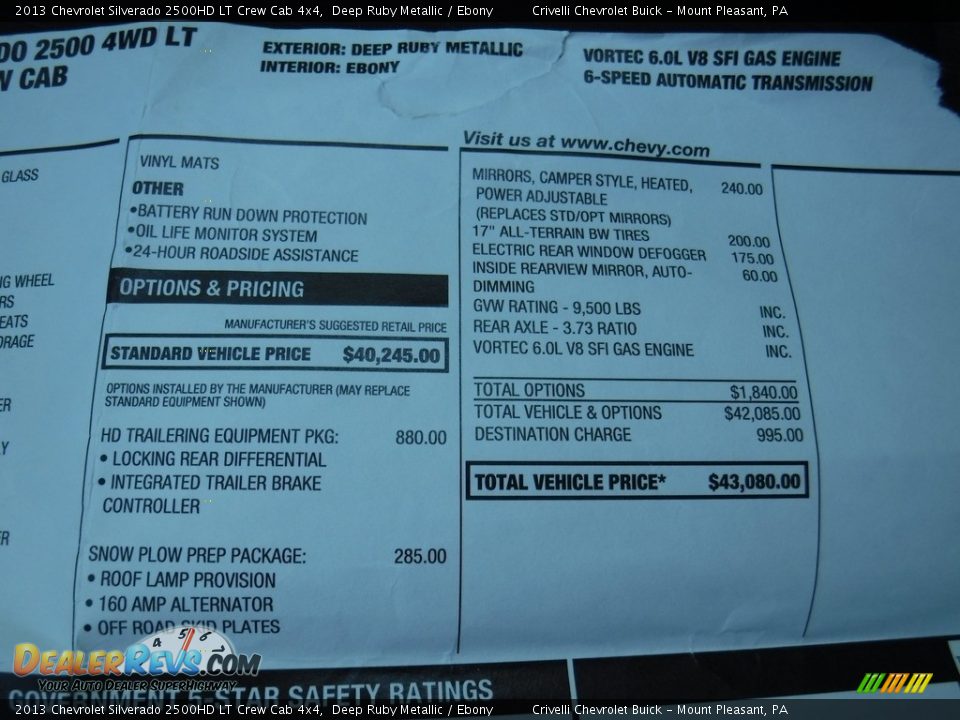 2013 Chevrolet Silverado 2500HD LT Crew Cab 4x4,  Deep Ruby Metallic / Ebony        Crivelli Chevrolet Buick - Mount Pleasant, PA
DO 2500 4WD LT
W CAB
EXTERIOR: DEEP RUBY METALLIC
INTERIOR: EBONY
VORTEC 6.0L V8 SFI GAS ENGINE
6-SPEED AUTOMATIC TRANSMISSION
Visit us at www.chevy.com
GLASS
NG WHEEL
RS
EATS
ORAGE
ER
Y
ER
VINYL MATS
OTHER
•BATTERY RUN DOWN PROTECTION
•OIL LIFE MONITOR SYSTEM
•24-HOUR ROADSIDE ASSISTANCE
OPTIONS & PRICING
MANUFACTURER'S SUGGESTED RETAIL PRICE
STANDARD VEHICLE PRICE $40,245.00
OPTIONS INSTALLED BY THE MANUFACTURER (MAY REPLACE
STANDARD EQUIPMENT SHOWN)
HD TRAILERING EQUIPMENT PKG: 880.00
• LOCKING REAR DIFFERENTIAL
• INTEGRATED TRAILER BRAKE
CONTROLLER
SNOW PLOW PREP PACKAGE: 285.00
• ROOF LAMP PROVISION
• 160 AMP ALTERNATOR
• OFF ROAD SKID PLATES
MIRRORS, CAMPER STYLE, HEATED, 240.00
POWER ADJUSTABLE
(REPLACES STD/OPT MIRRORS)
17" ALL-TERRAIN BW TIRES 200.00
ELECTRIC REAR WINDOW DEFOGGER 175.00
INSIDE REARVIEW MIRROR, AUTO- 60.00
DIMMING
GVW RATING - 9,500 LBS INC.
REAR AXLE - 3.73 RATIO INC.
VORTEC 6.0L V8 SFI GAS ENGINE INC.
TOTAL OPTIONS $1,840.00
TOTAL VEHICLE & OPTIONS $42,085.00
DESTINATION CHARGE 995.00
TOTAL VEHICLE PRICE* $43,080.00
GOVERNMENT 5-STAR SAFETY RATINGS
4 5 6 7
DEALERREVS.COM
Your Auto Dealer SuperHighway
2013 Chevrolet Silverado 2500HD LT Crew Cab 4x4,  Deep Ruby Metallic / Ebony        Crivelli Chevrolet Buick - Mount Pleasant, PA